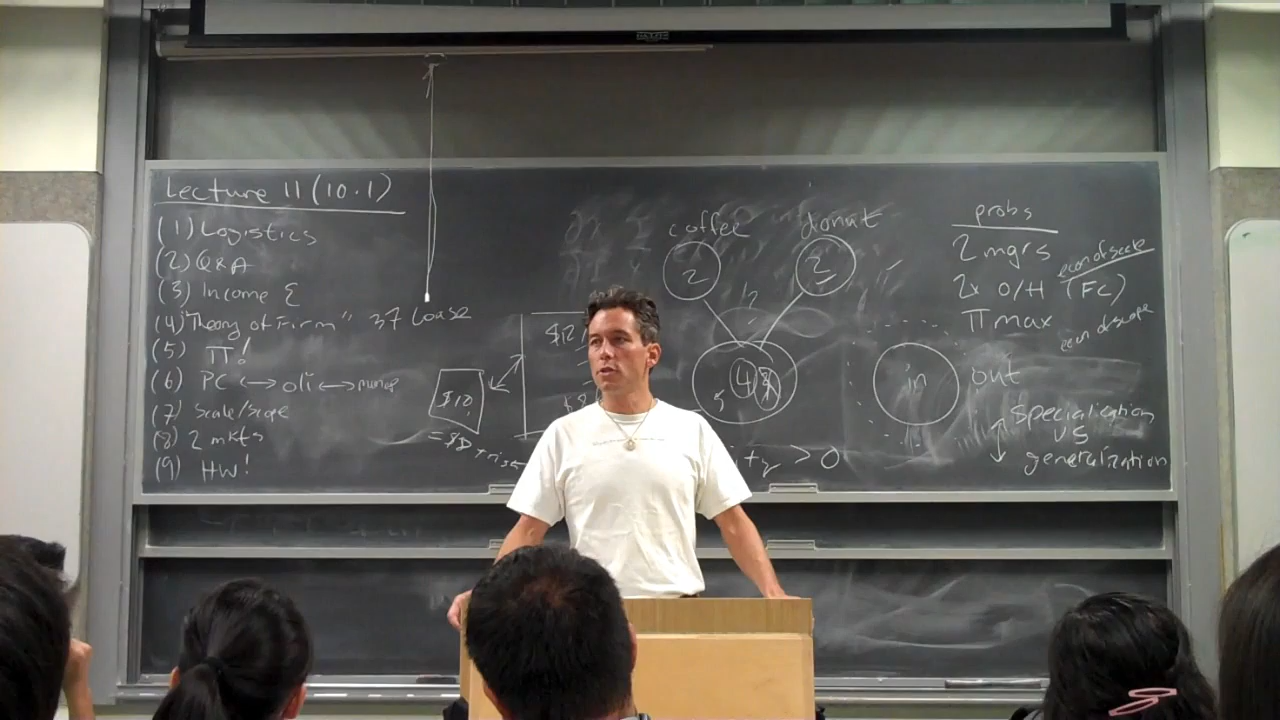 Lecture 11 (10.1)
(1) Logistics
(2) Q&A
(3) Income Σ
(4) "Theory of Firm" 37 Coase
(5) π!
(6) PC ⟷ oli ⟷
(7) Scale/scope
(8) 2 mkts
(9) HW!
$10
= $D
$12
coffee
donut
2
2
4
in
out
> 0
probs
2 mgrs
2x O/H (FC)
econ of scale
π max
econ of scope
specialization
vs
generalization